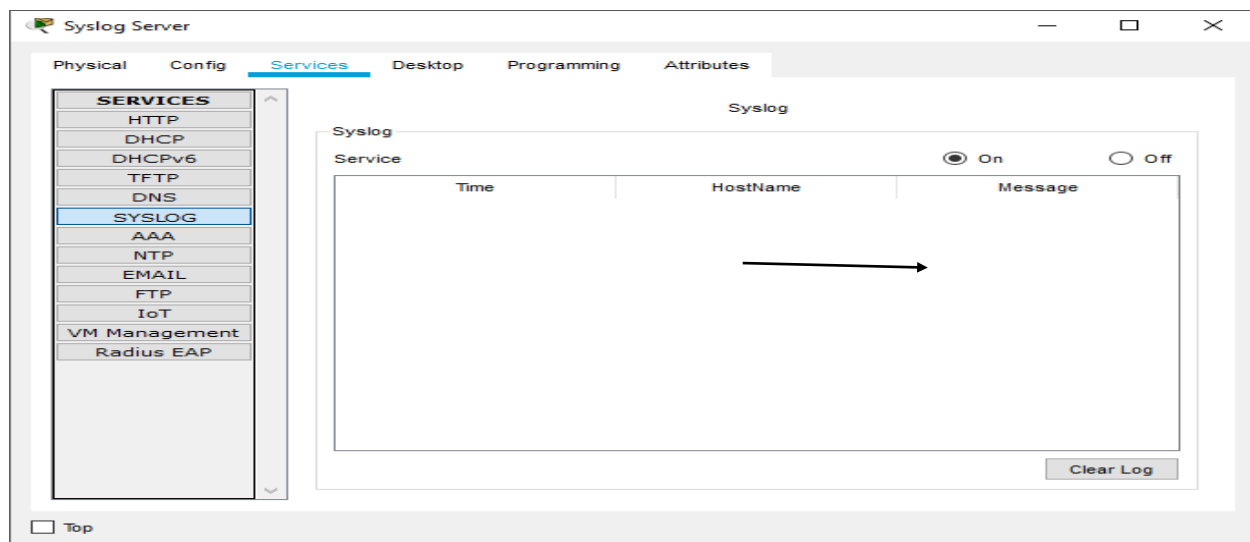 Syslog Server
Physical Config Services Desktop Programming Attributes
SERVICES
HTTP
DHCP
DHCPv6
TFTP
DNS
SYSLOG
AAA
NTP
EMAIL
FTP
IoT
VM Management
Radius EAP
Syslog
Syslog
Service On Off
Time HostName Message
Clear Log
Top